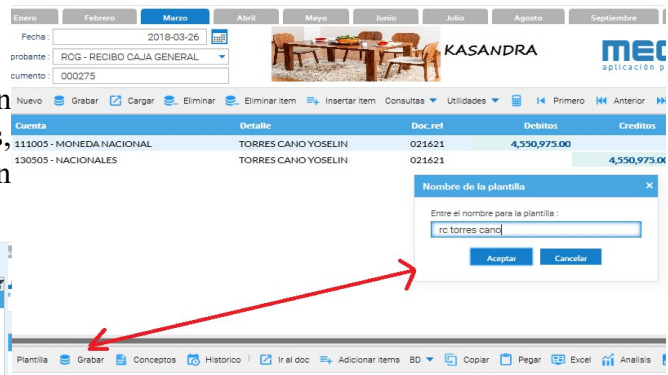 Enero Febrero Marzo Abril Mayo Junio Julio Agosto Septiembre
Fecha : 2018-03-26
probante : RCG - RECIBO CAJA GENERAL
cumento : 000275
KASANDRA
aplicación p
Nuevo Grabar Cargar Eliminar Eliminar item Insertar item Consultas Utilidades Primero Anterior
Cuenta Detalle Doc.ref Debitos Creditos
111005 - MONEDA NACIONAL TORRES CANO YOSELIN 021621 4,550,975.00
130505 - NACIONALES TORRES CANO YOSELIN 021621 4,550,975.00
Nombre de la plantilla ×
Entre el nombre para la plantilla :
rc torres cano
Aceptar Cancelar
Plantilla Grabar Conceptos Historico Ir al doc Adicionar items BD Copiar Pegar Excel Analisis